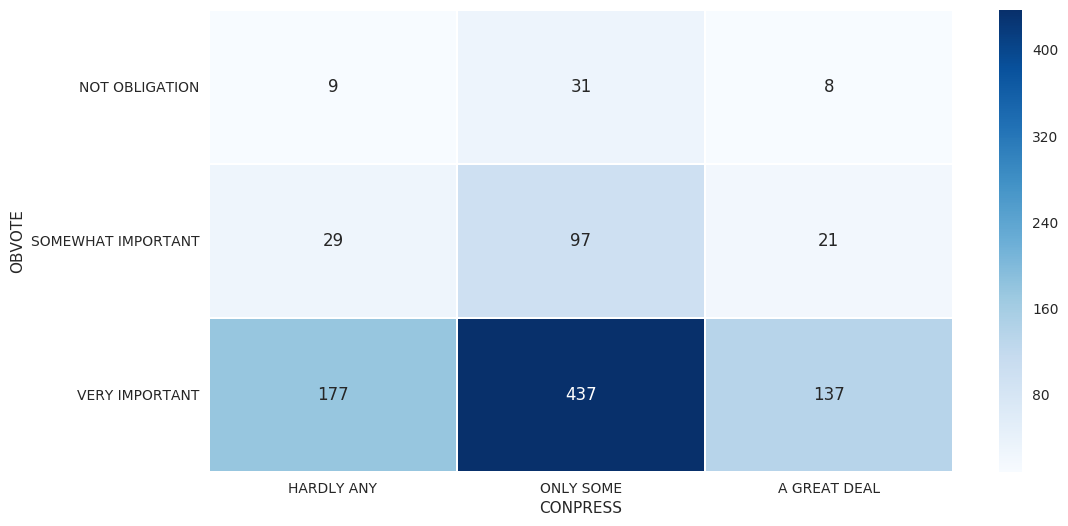 NOT OBLIGATION 9 31 8
SOMEWHAT IMPORTANT 29 97 21
VERY IMPORTANT 177 437 137
HARDLY ANY ONLY SOME A GREAT DEAL
CONPRESS
OBVOTE
400
320
240
160
80